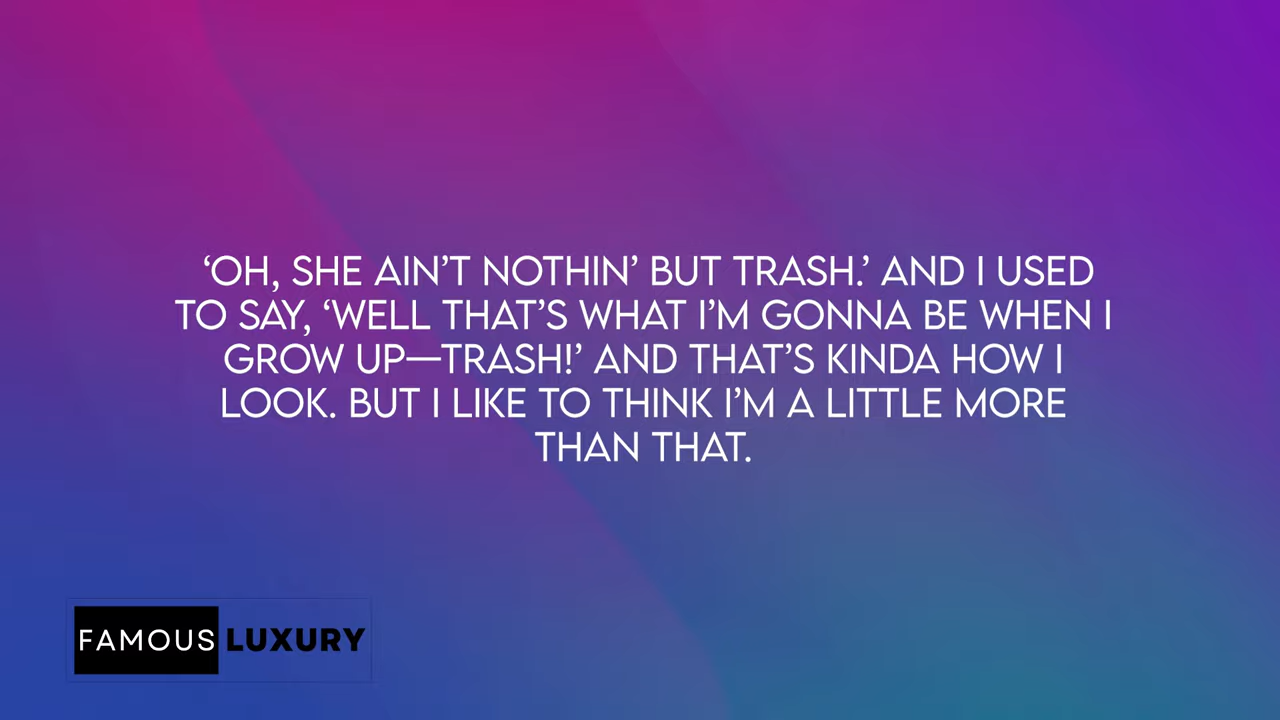 ‘OH, SHE AIN’T NOTHIN’ BUT TRASH.’ AND I USED
TO SAY, ‘WELL THAT’S WHAT I’M GONNA BE WHEN I
GROW UP—TRASH!’ AND THAT’S KINDA HOW I
LOOK. BUT I LIKE TO THINK I’M A LITTLE MORE
THAN THAT.
FAMOUS LUXURY